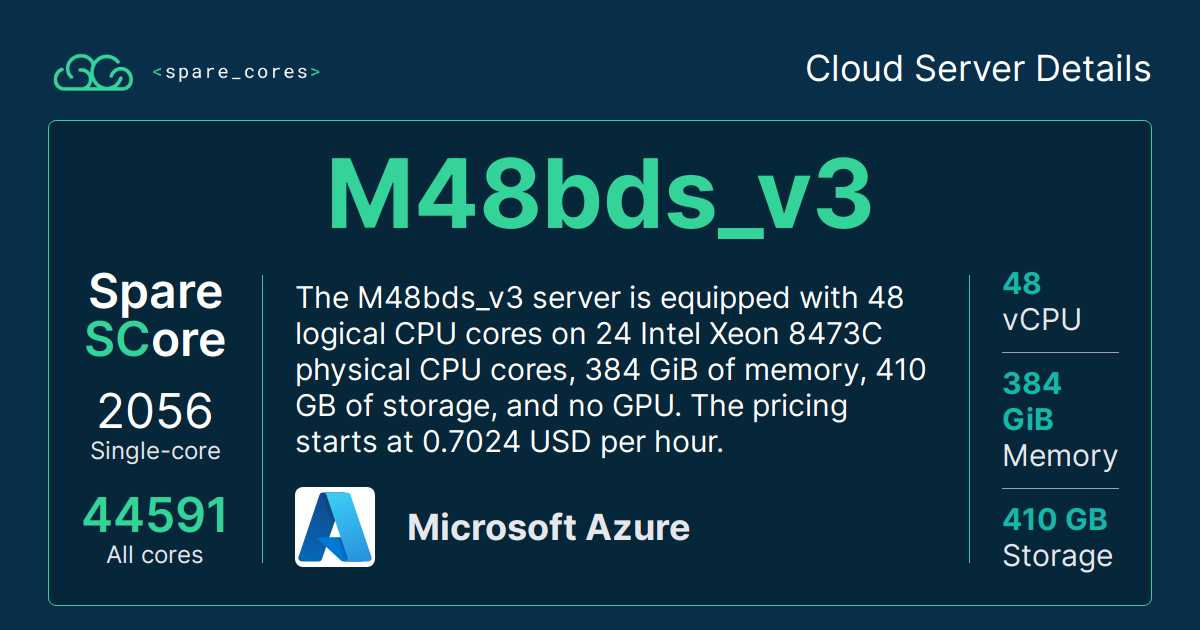 <spare_cores>
Cloud Server Details
M48bds_v3
Spare
SCore
2056
Single-core
44591
All cores
The M48bds_v3 server is equipped with 48
logical CPU cores on 24 Intel Xeon 8473C
physical CPU cores, 384 GiB of memory, 410
GB of storage, and no GPU. The pricing
starts at 0.7024 USD per hour.
Microsoft Azure
48
vCPU
384
GiB
Memory
410 GB
Storage